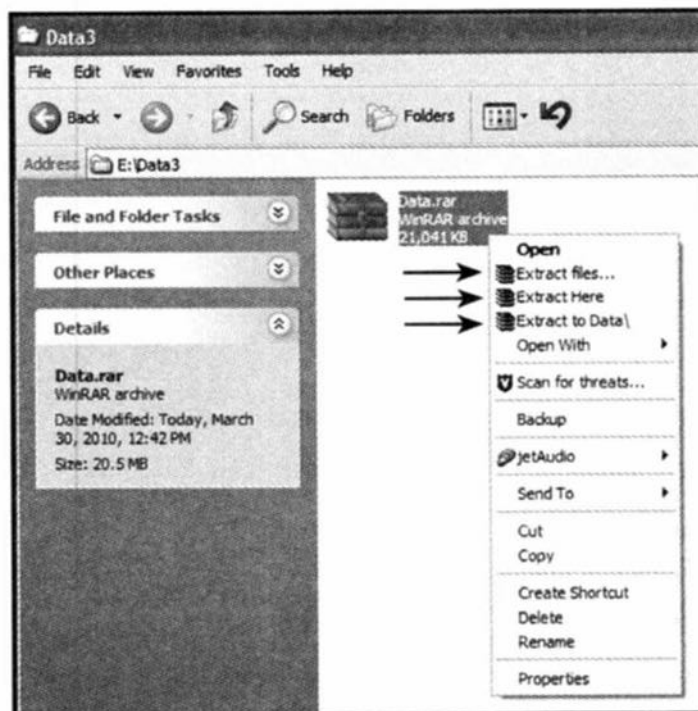 Data3
File Edit View Favorites Tools Help
Back Search Folders
Address E:\Data3
File and Folder Tasks
Other Places
Details
Data.rar
WinRAR archive
Date Modified: Today, March
30, 2010, 12:42 PM
Size: 20.5 MB
Data.rar
WinRAR archive
21,041 KB
Open
Extract files...
Extract Here
Extract to Data\
Open With
Scan for threats...
Backup
jetAudio
Send To
Cut
Copy
Create Shortcut
Delete
Rename
Properties